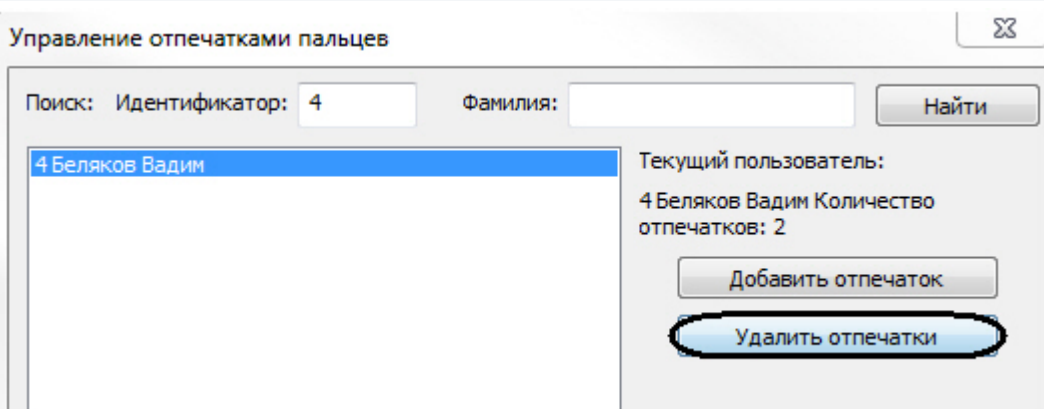 Управление отпечатками пальцев
Поиск: Идентификатор: 4 Фамилия: Найти
4 Беляков Вадим
Текущий пользователь:
4 Беляков Вадим Количество
отпечатков: 2
Добавить отпечаток
Удалить отпечатки